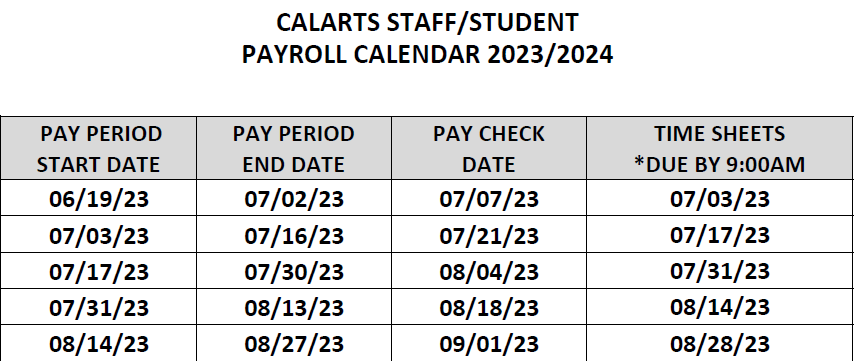 CALARTS STAFF/STUDENT
PAYROLL CALENDAR 2023/2024
PAY PERIOD START DATE PAY PERIOD END DATE PAY CHECK DATE TIME SHEETS *DUE BY 9:00AM
06/19/23 07/02/23 07/07/23 07/03/23
07/03/23 07/16/23 07/21/23 07/17/23
07/17/23 07/30/23 08/04/23 07/31/23
07/31/23 08/13/23 08/18/23 08/14/23
08/14/23 08/27/23 09/01/23 08/28/23